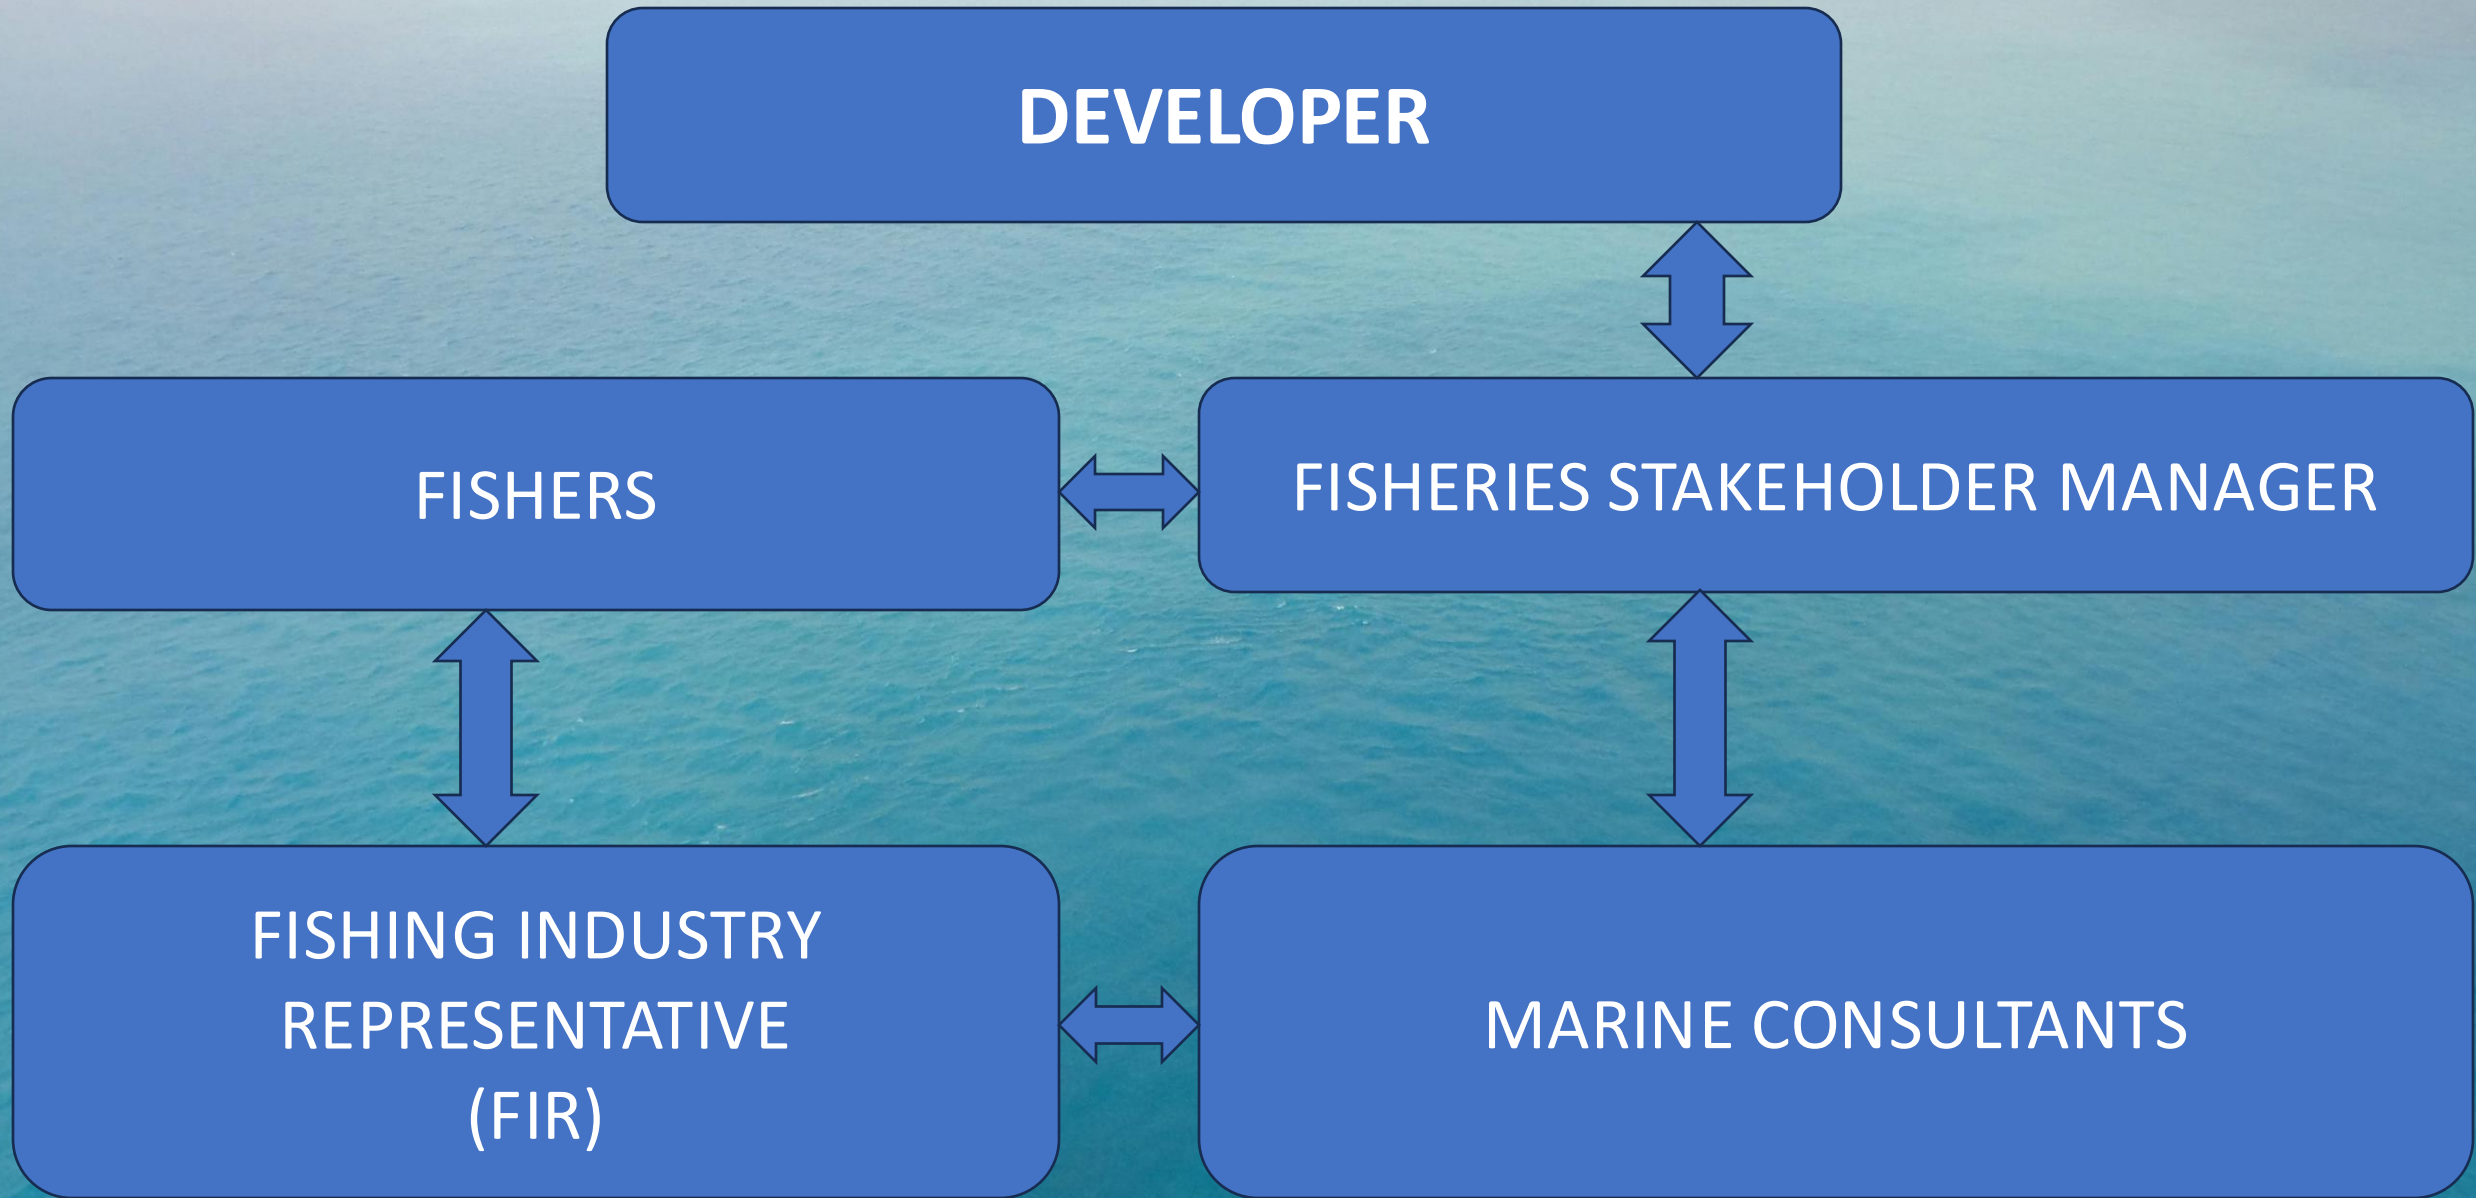 DEVELOPER
FISHERS
FISHERIES STAKEHOLDER MANAGER
FISHING INDUSTRY
REPRESENTATIVE
(FIR)
MARINE CONSULTANTS